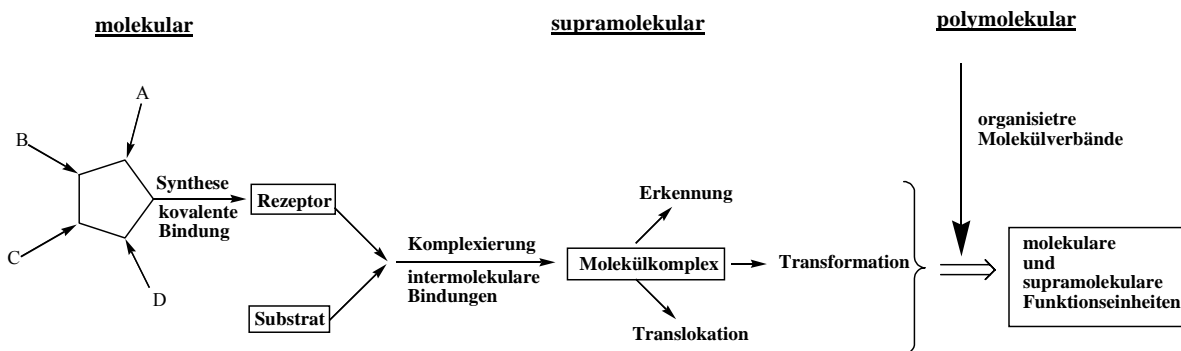 molekular
supramolekular
polymolekular
A
B
C
D
Synthese
kovalente
Bindung
Rezeptor
Substrat
Komplexierung
intermolekulare
Bindungen
Erkennung
Molekülkomplex
Translokation
Transformation
organisietre
Molekülverbände
molekulare
und
supramolekulare
Funktionseinheiten